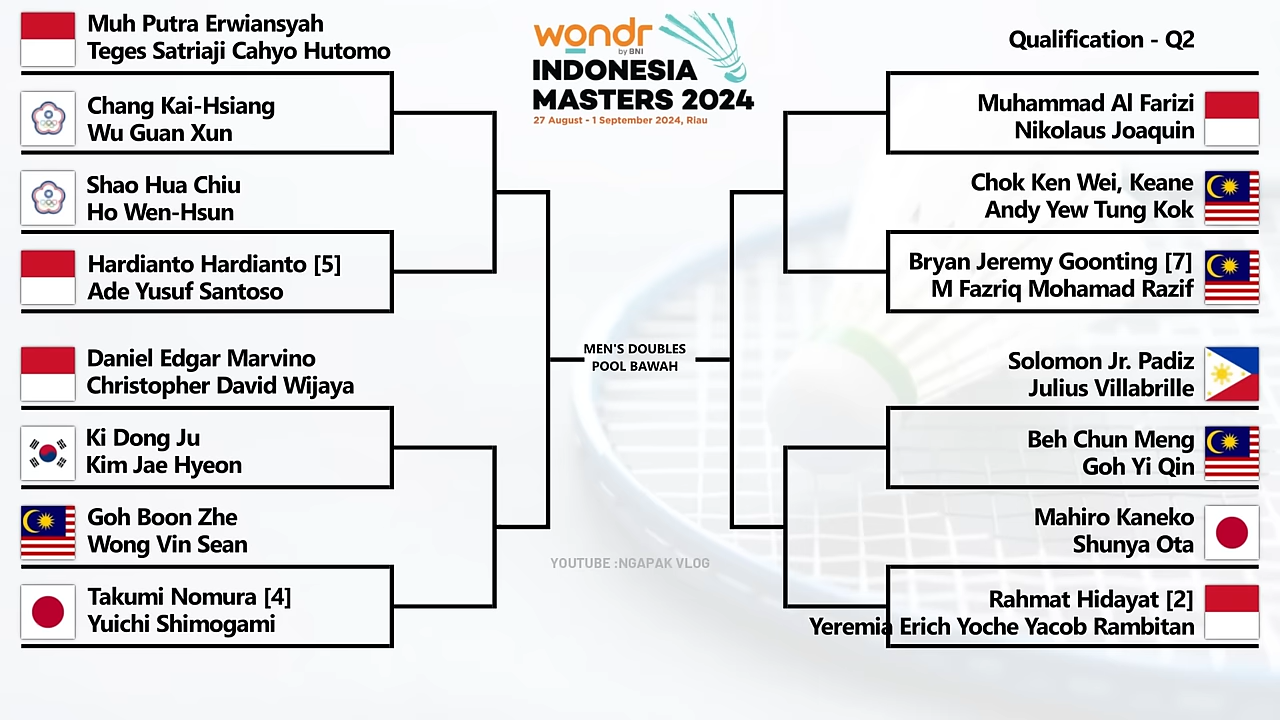 Muh Putra Erwiansyah
Teges Satriaji Cahyo Hutomo
Chang Kai-Hsiang
Wu Guan Xun
Shao Hua Chiu
Ho Wen-Hsun
Hardianto Hardianto [5]
Ade Yusuf Santoso
Daniel Edgar Marvino
Christopher David Wijaya
Ki Dong Ju
Kim Jae Hyeon
Goh Boon Zhe
Wong Vin Sean
Takumi Nomura [4]
Yuichi Shimogami
wondr
by BNI
INDONESIA
MASTERS 2024
27 August - 1 September 2024, Riau
MEN'S DOUBLES
POOL BAWAH
YOUTUBE :NGAPAK VLOG
Qualification - Q2
Muhammad Al Farizi
Nikolaus Joaquin
Chok Ken Wei, Keane
Andy Yew Tung Kok
Bryan Jeremy Goonting [7]
M Fazriq Mohamad Razif
Solomon Jr. Padiz
Julius Villabrille
Beh Chun Meng
Goh Yi Qin
Mahiro Kaneko
Shunya Ota
Rahmat Hidayat [2]
Yeremia Erich Yoche Yacob Rambitan